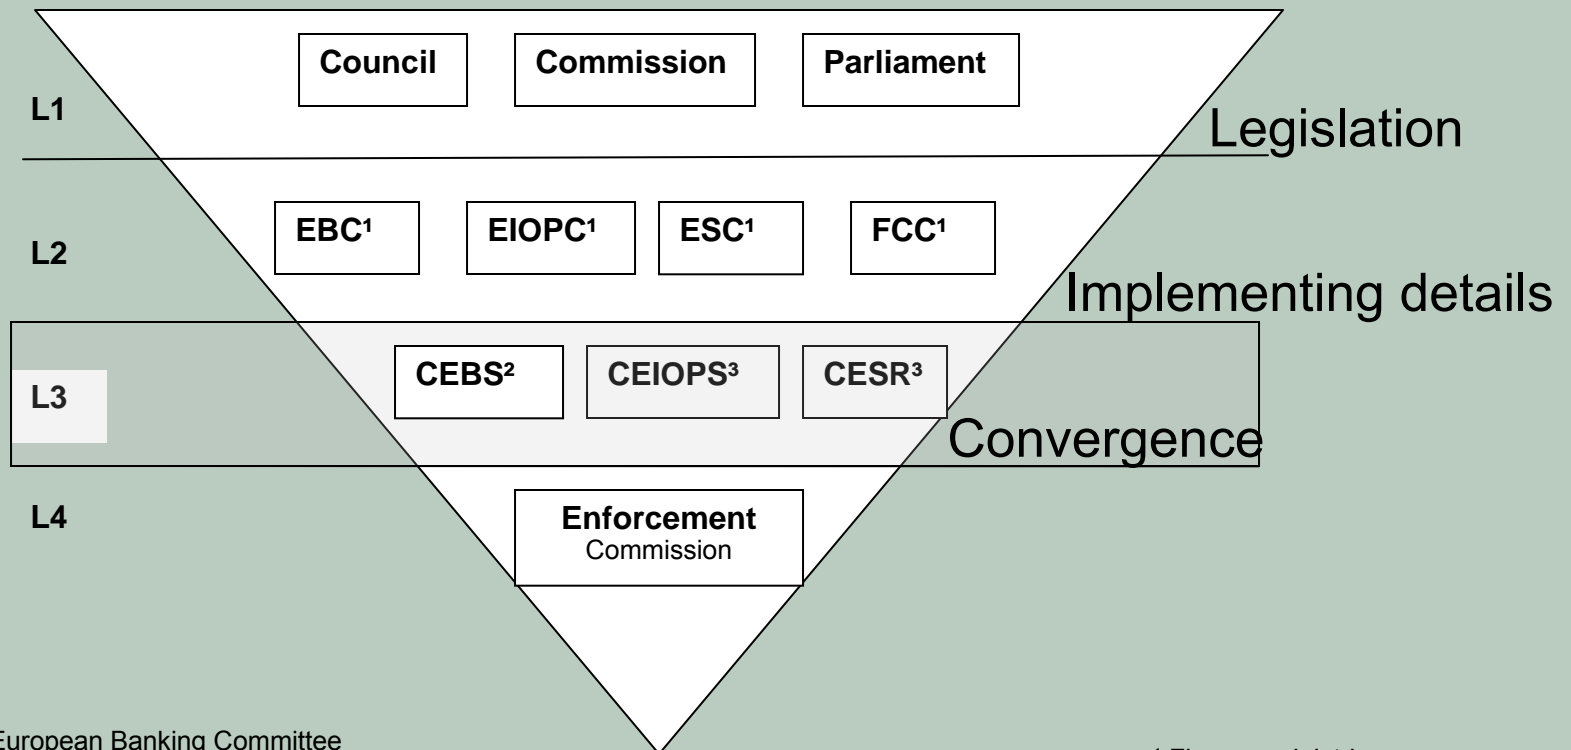 Council Commission Parliament
L1
Legislation
EBC¹ EIOPC¹ ESC¹ FCC¹
L2
Implementing details
CEBS² CEIOPS³ CESR³
L3
Convergence
L4
Enforcement
Commission
European Banking Committee